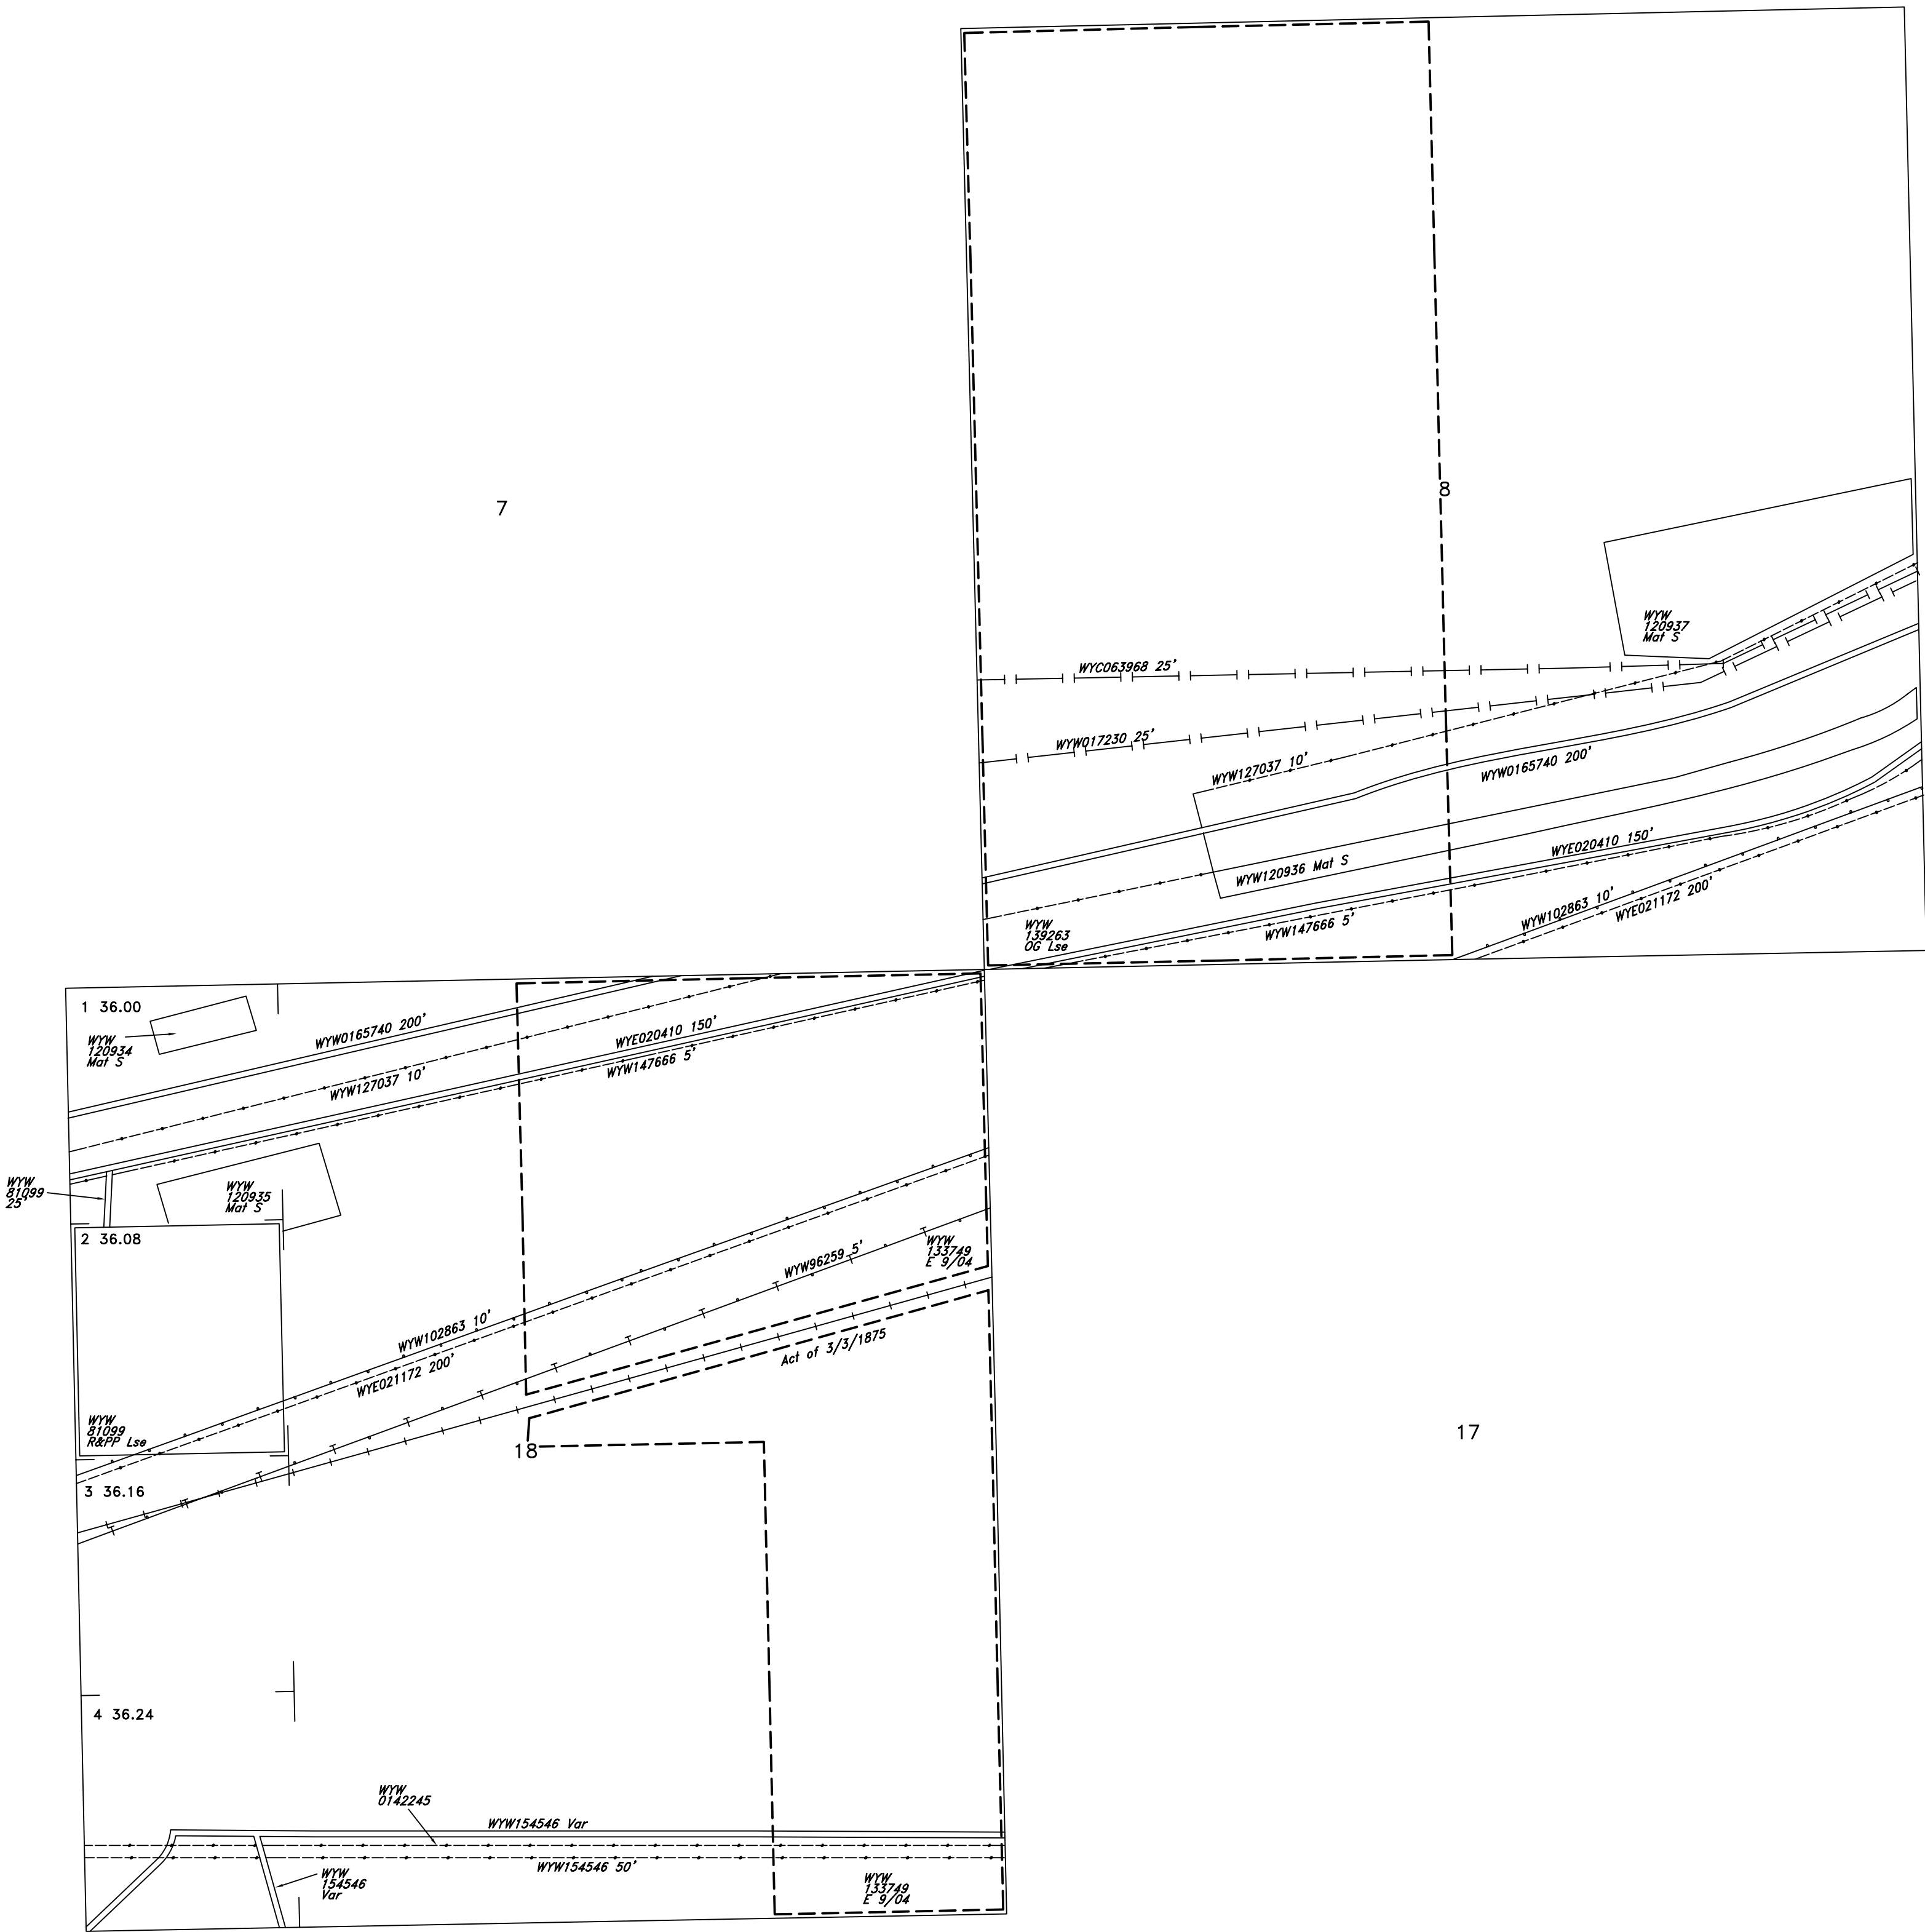 7
8
WYW
120937
Mat S
WYC063968 25'
WYW017230 25'
WYW127037 10'
WYW0165740 200'
WYW120936 Mat S
WYE020410 150'
WYW
139263
OG Lse
WYW147666 5'
WYW102863 10'
WYE021172 200'
1 36.00
WYW
120934
Mat S
WYW0165740 200'
WYE020410 150'
WYW147666 5'
WYW127037 10'
WYW
81099
25'
WYW
120935
Mat S
2 36.08
WYW
133749
E 9/04
WYW96259 5'
WYW102863 10'
WYE021172 200'
Act of 3/3/1875
WYW
81099
R&PP Lse
18
17
3 36.16
4 36.24
WYW
0142245
WYW154546 Var
WYW154546 50'
WYW
154546
Var
WYW
133749
E 9/04